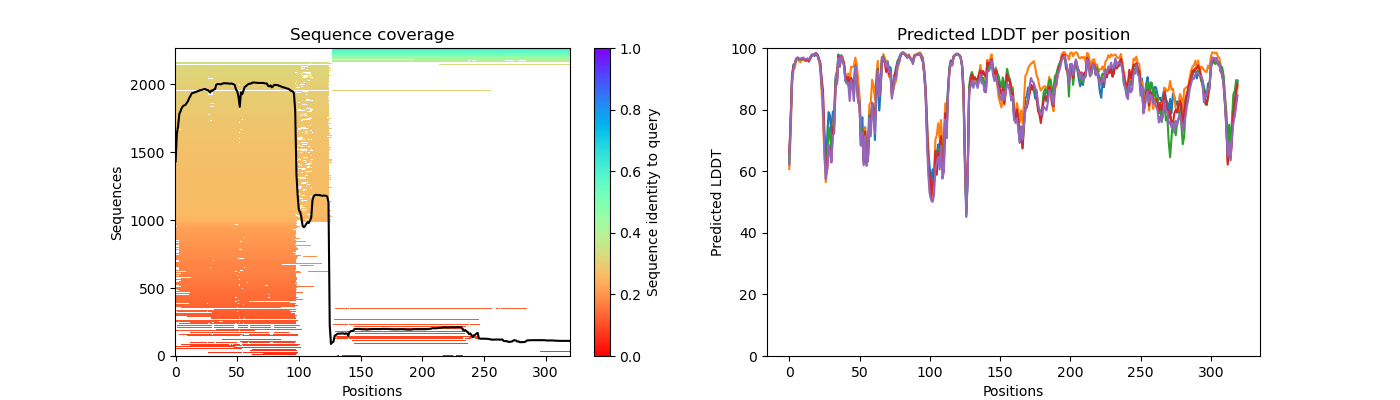 Sequence coverage
Sequences
2000
1500
1000
500
0
0 50 100 150 200 250 300
Positions
1.0
0.8
0.6
0.4
0.2
0.0
Sequence identity to query
Predicted LDDT per position
Predicted LDDT
100
80
60
40
20
0
0 50 100 150 200 250 300
Positions